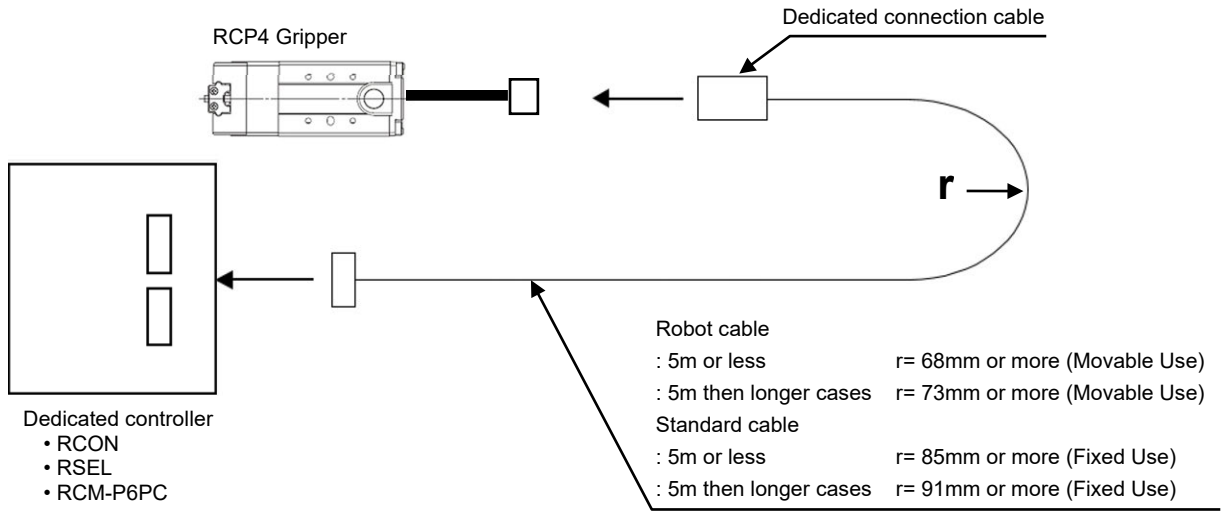 Dedicated connection cable
RCP4 Gripper
r
Robot cable
: 5m or less r= 68mm or more (Movable Use)
: 5m then longer cases r= 73mm or more (Movable Use)
Standard cable
: 5m or less r= 85mm or more (Fixed Use)
: 5m then longer cases r= 91mm or more (Fixed Use)
Dedicated controller
• RCON
• RSEL
• RCM-P6PC